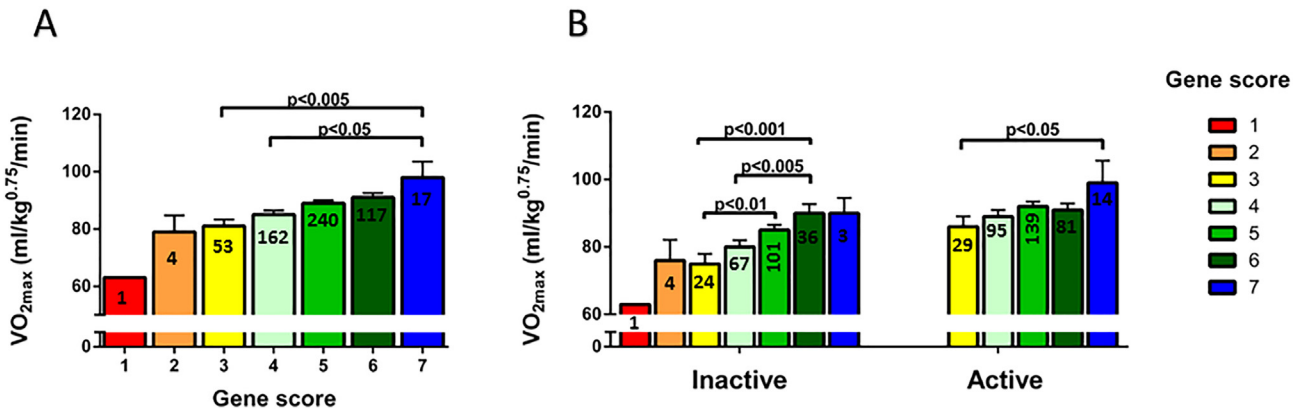 A
VO2max (ml/kg0.75/min)
120
100
80
60
0
p<0.005
p<0.05
1
4
53
162
240
117
17
1 2 3 4 5 6 7
Gene score
B
VO2max (ml/kg0.75/min)
120
100
80
60
0
p<0.001
p<0.005
p<0.01
p<0.05
1
4
24
67
101
36
3
29
95
139
81
14
Inactive
Active
Gene score
1
2
3
4
5
6
7